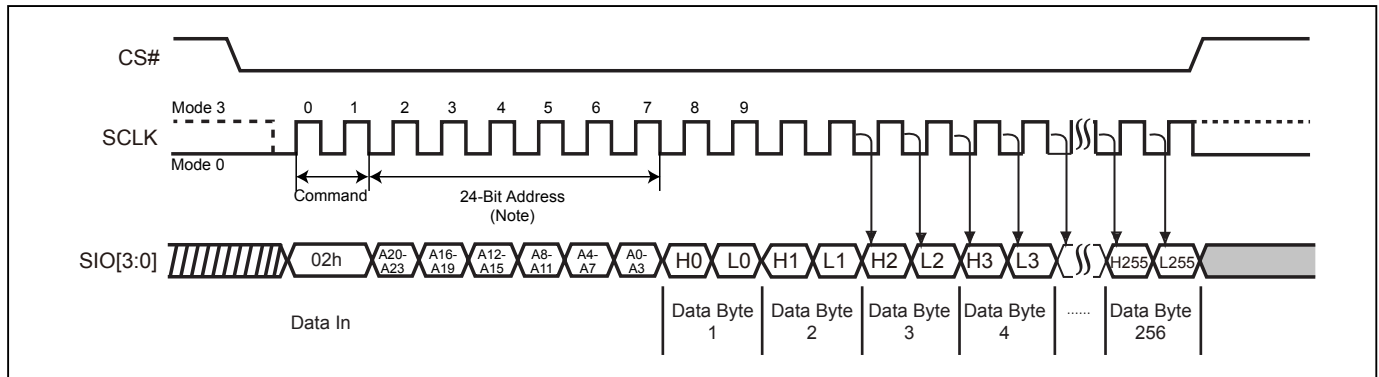 CS#
Mode 3
0 1 2 3 4 5 6 7 8 9
SCLK
Mode 0
Command
24-Bit Address
(Note)
SIO[3:0]
02h
A20-
A23
A16-
A19
A12-
A15
A8-
A11
A4-
A7
A0-
A3
H0 L0 H1 L1 H2 L2 H3 L3 H255 L255
Data In
Data Byte
1
Data Byte
2
Data Byte
3
Data Byte
4
......
Data Byte
256